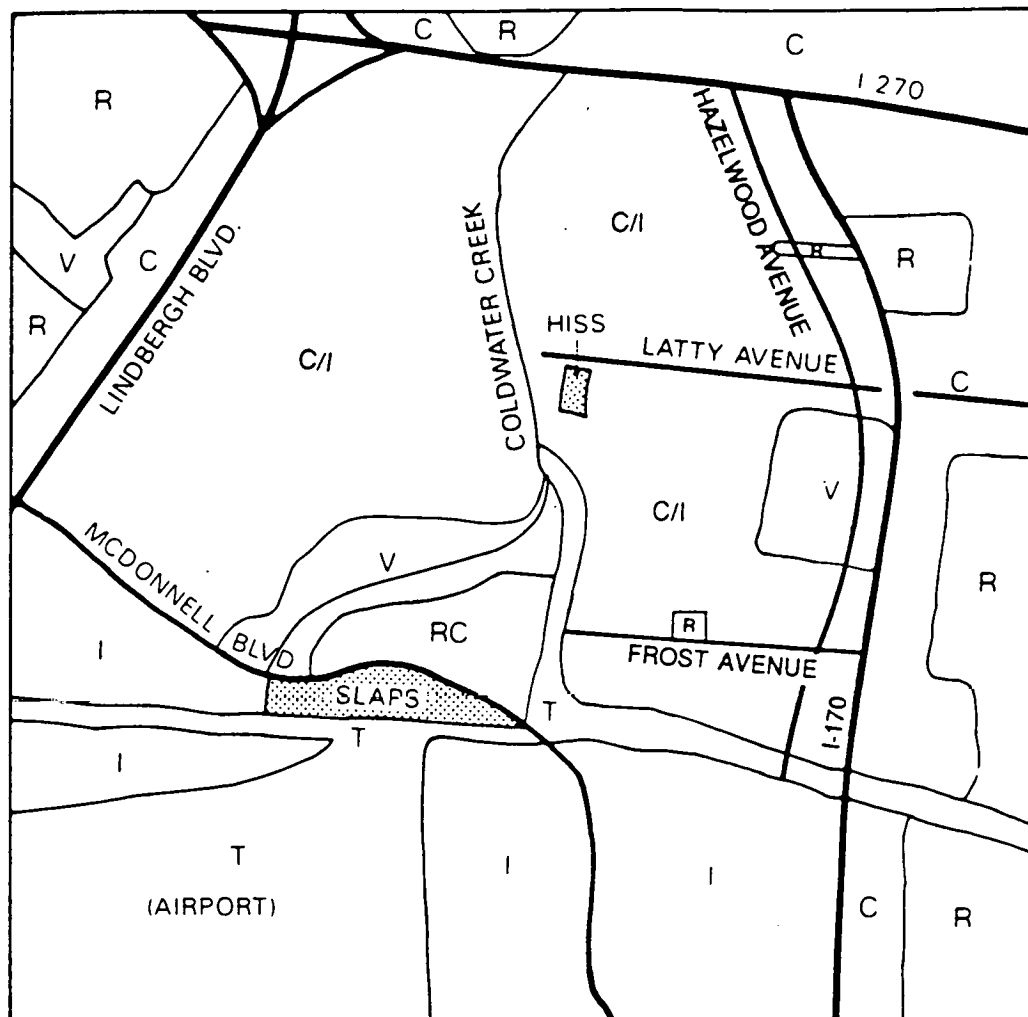 C
R
C
R
I 270
HAZELWOOD AVENUE
COLDWATER CREEK
C/I
V
C
R
R
R
LINDBERGH BLVD.
HISS
LATTY AVENUE
C/I
C
V
C/I
MCDONNELL BLVD
V
R
RC
R
I
FROST AVENUE
SLAPS
T
T
I-170
I
T
(AIRPORT)
I
I
C
R